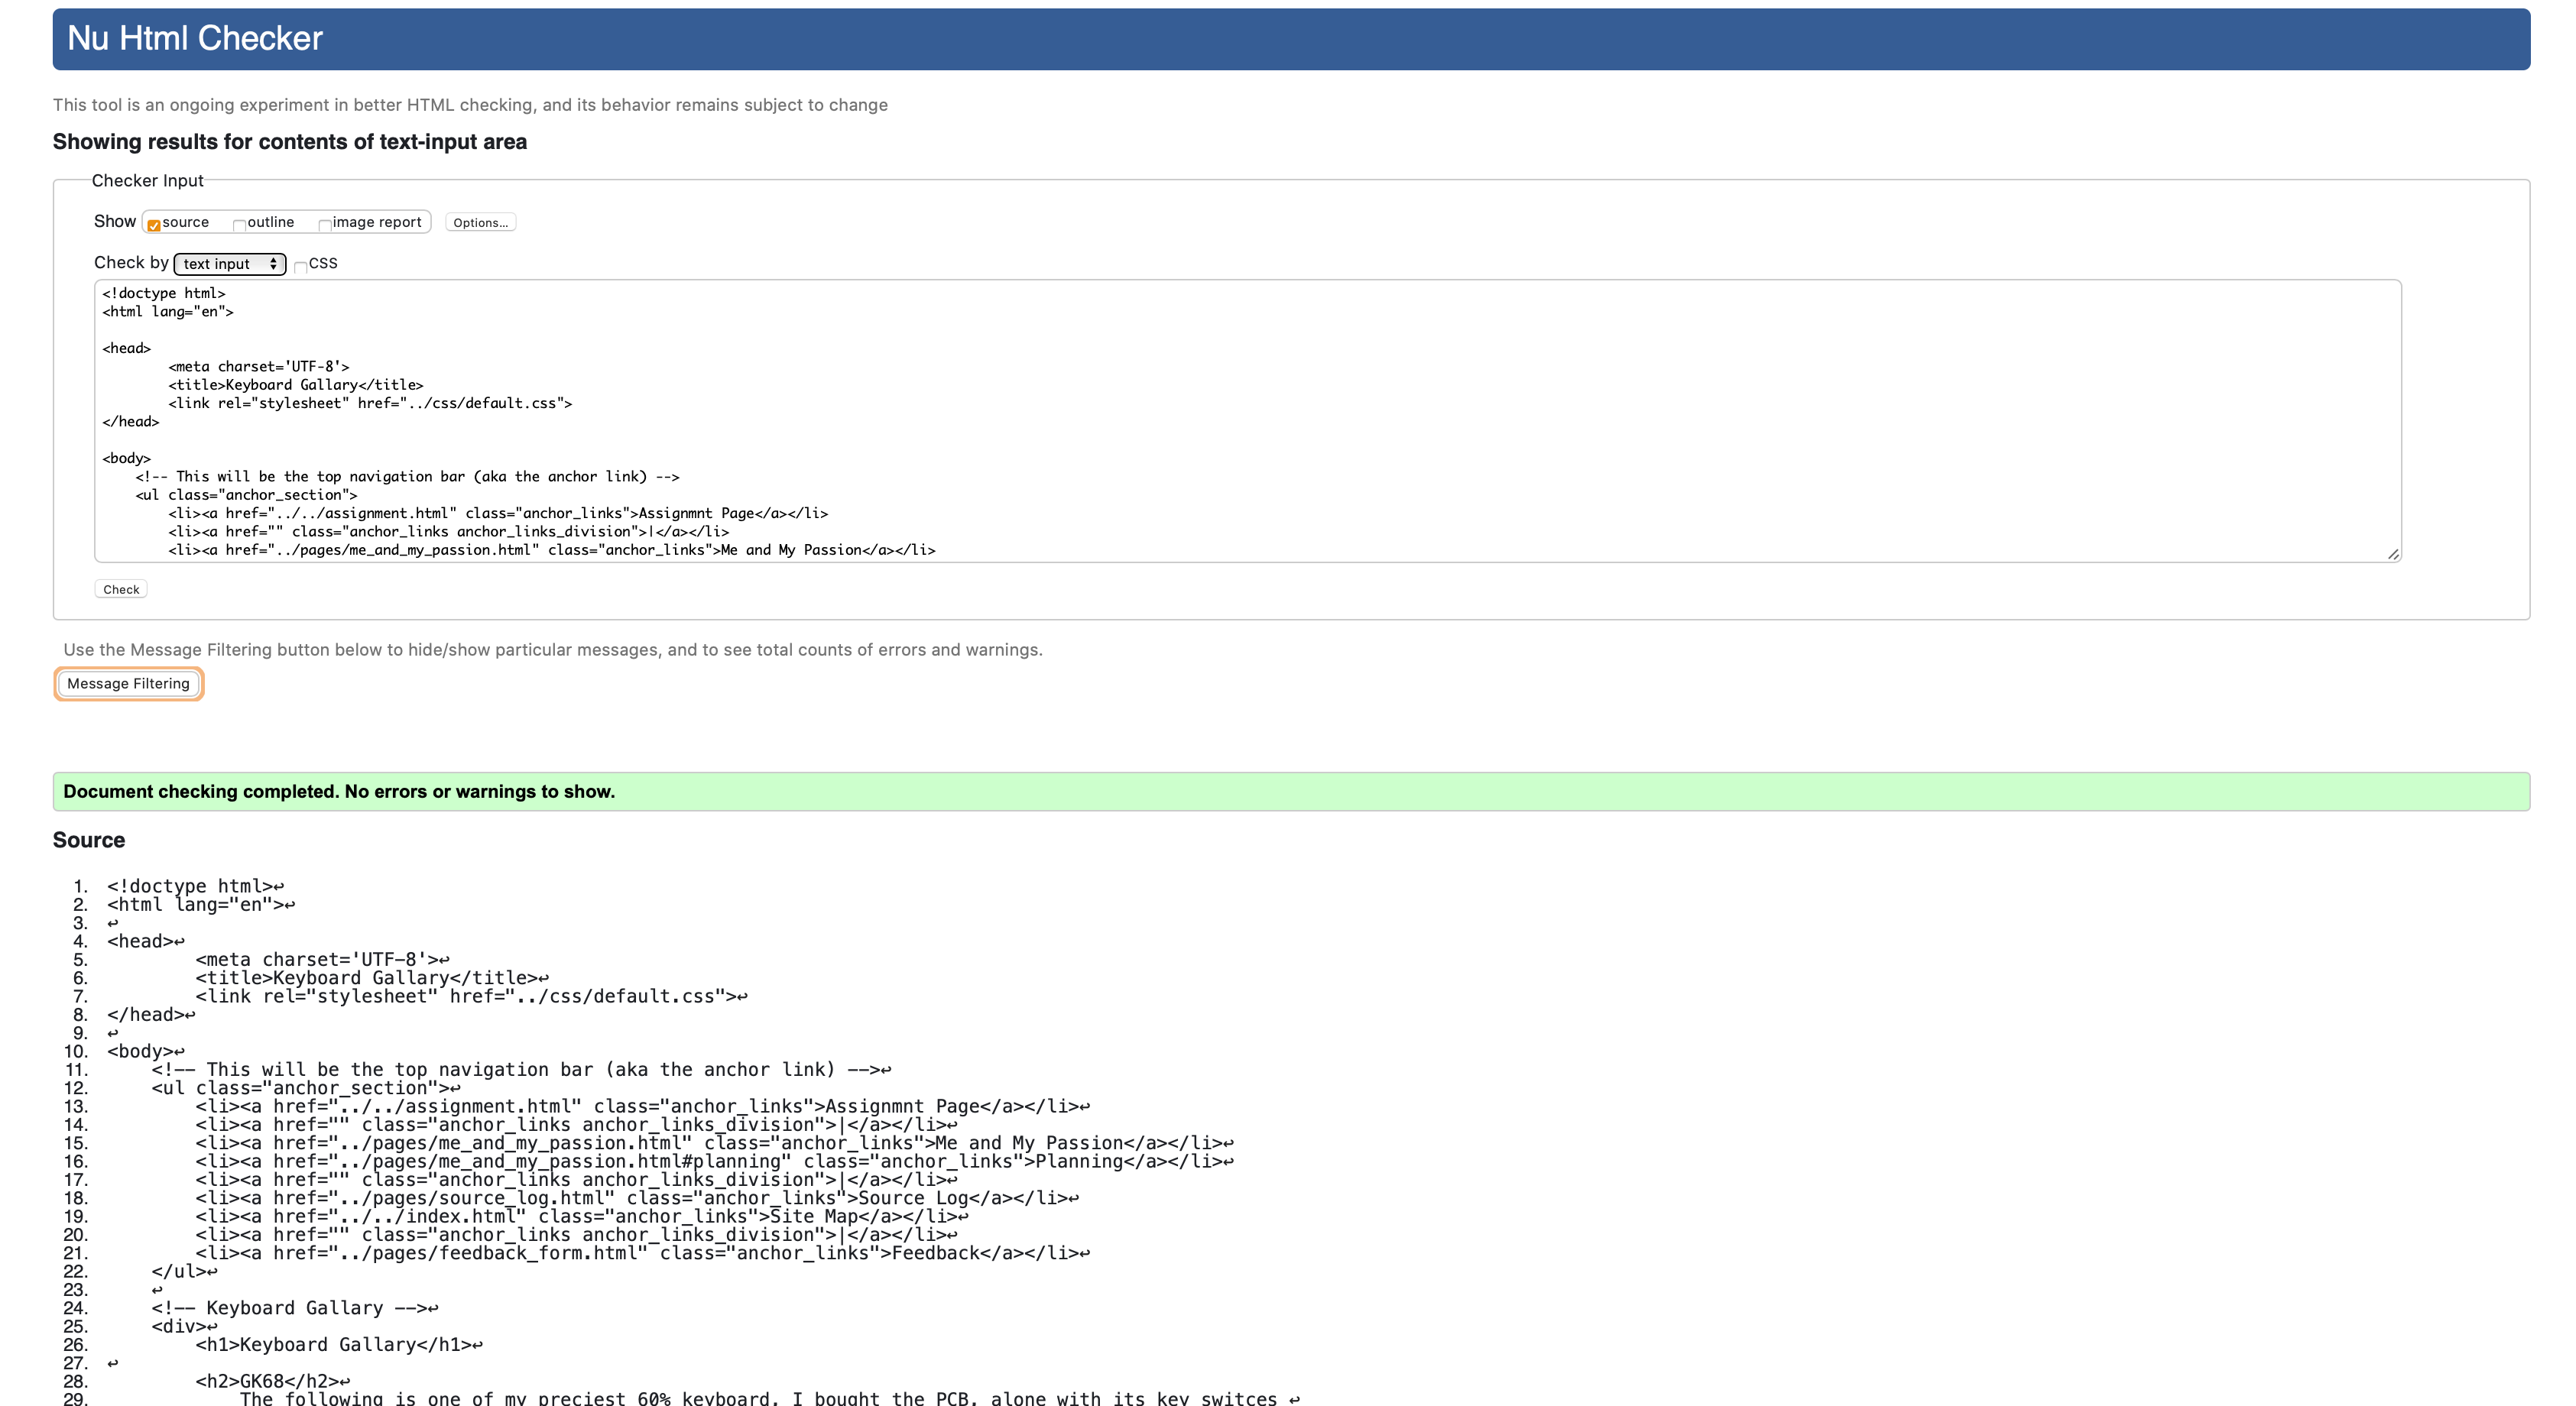 Nu Html Checker
This tool is an ongoing experiment in better HTML checking, and its behavior remains subject to change
Showing results for contents of text-input area
Checker Input
Show source outline image report Options...
Check by text input CSS
<!doctype html>
<html lang="en">
<head>
<meta charset='UTF-8'>
<title>Keyboard Gallary</title>
<link rel="stylesheet" href="../css/default.css">
</head>
<body>
<!-- This will be the top navigation bar (aka the anchor link) -->
<ul class="anchor_section">
<li><a href="../../assignment.html" class="anchor_links">Assignmnt Page</a></li>
<li><a href="" class="anchor_links anchor_links_division">|</a></li>
<li><a href="../pages/me_and_my_passion.html" class="anchor_links">Me and My Passion</a></li>
Check
Use the Message Filtering button below to hide/show particular messages, and to see total counts of errors and warnings.
Message Filtering
Document checking completed. No errors or warnings to show.
Source
1. <!doctype html>↩
2. <html lang="en">↩
3. ↩
4. <head>↩
5. <meta charset='UTF-8'>↩
6. <title>Keyboard Gallary</title>↩
7. <link rel="stylesheet" href="../css/default.css">↩
8. </head>↩
9. ↩
10. <body>↩
11. <!-- This will be the top navigation bar (aka the anchor link) -->↩
12. <ul class="anchor_section">↩
13. <li><a href="../../assignment.html" class="anchor_links">Assignmnt Page</a></li>↩
14. <li><a href="" class="anchor_links anchor_links_division">|</a></li>↩
15. <li><a href="../pages/me_and_my_passion.html" class="anchor_links">Me and My Passion</a></li>↩
16. <li><a href="../pages/me_and_my_passion.html#planning" class="anchor_links">Planning</a></li>↩
17. <li><a href="" class="anchor_links anchor_links_division">|</a></li>↩
18. <li><a href="../pages/source_log.html" class="anchor_links">Source Log</a></li>↩
19. <li><a href="../../index.html" class="anchor_links">Site Map</a></li>↩
20. <li><a href="" class="anchor_links anchor_links_division">|</a></li>↩
21. <li><a href="../pages/feedback_form.html" class="anchor_links">Feedback</a></li>↩
22. </ul>↩
23. ↩
24. <!-- Keyboard Gallary -->↩
25. <div>↩
26. <h1>Keyboard Gallary</h1>↩
27. ↩
28. <h2>GK68</h2>↩
29. The following is one of my preciest 60% keyboard. I bought the PCB, alone with its key switces ↩